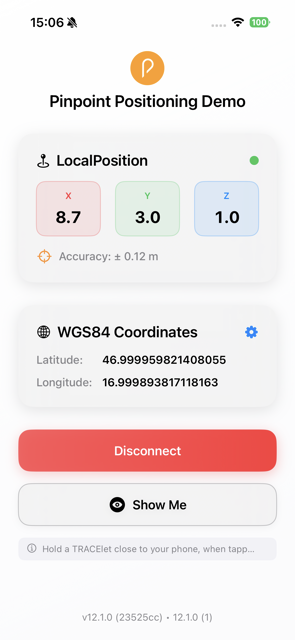 15:06 100
Pinpoint Positioning Demo
LocalPosition
X Y Z
8.7 3.0 1.0
Accuracy: ± 0.12 m
WGS84 Coordinates
Latitude: 46.999959821408055
Longitude: 16.999893817118163
Disconnect
Show Me
Hold a TRACElet close to your phone, when tapp...
v12.1.0 (23525cc) • 12.1.0 (1)